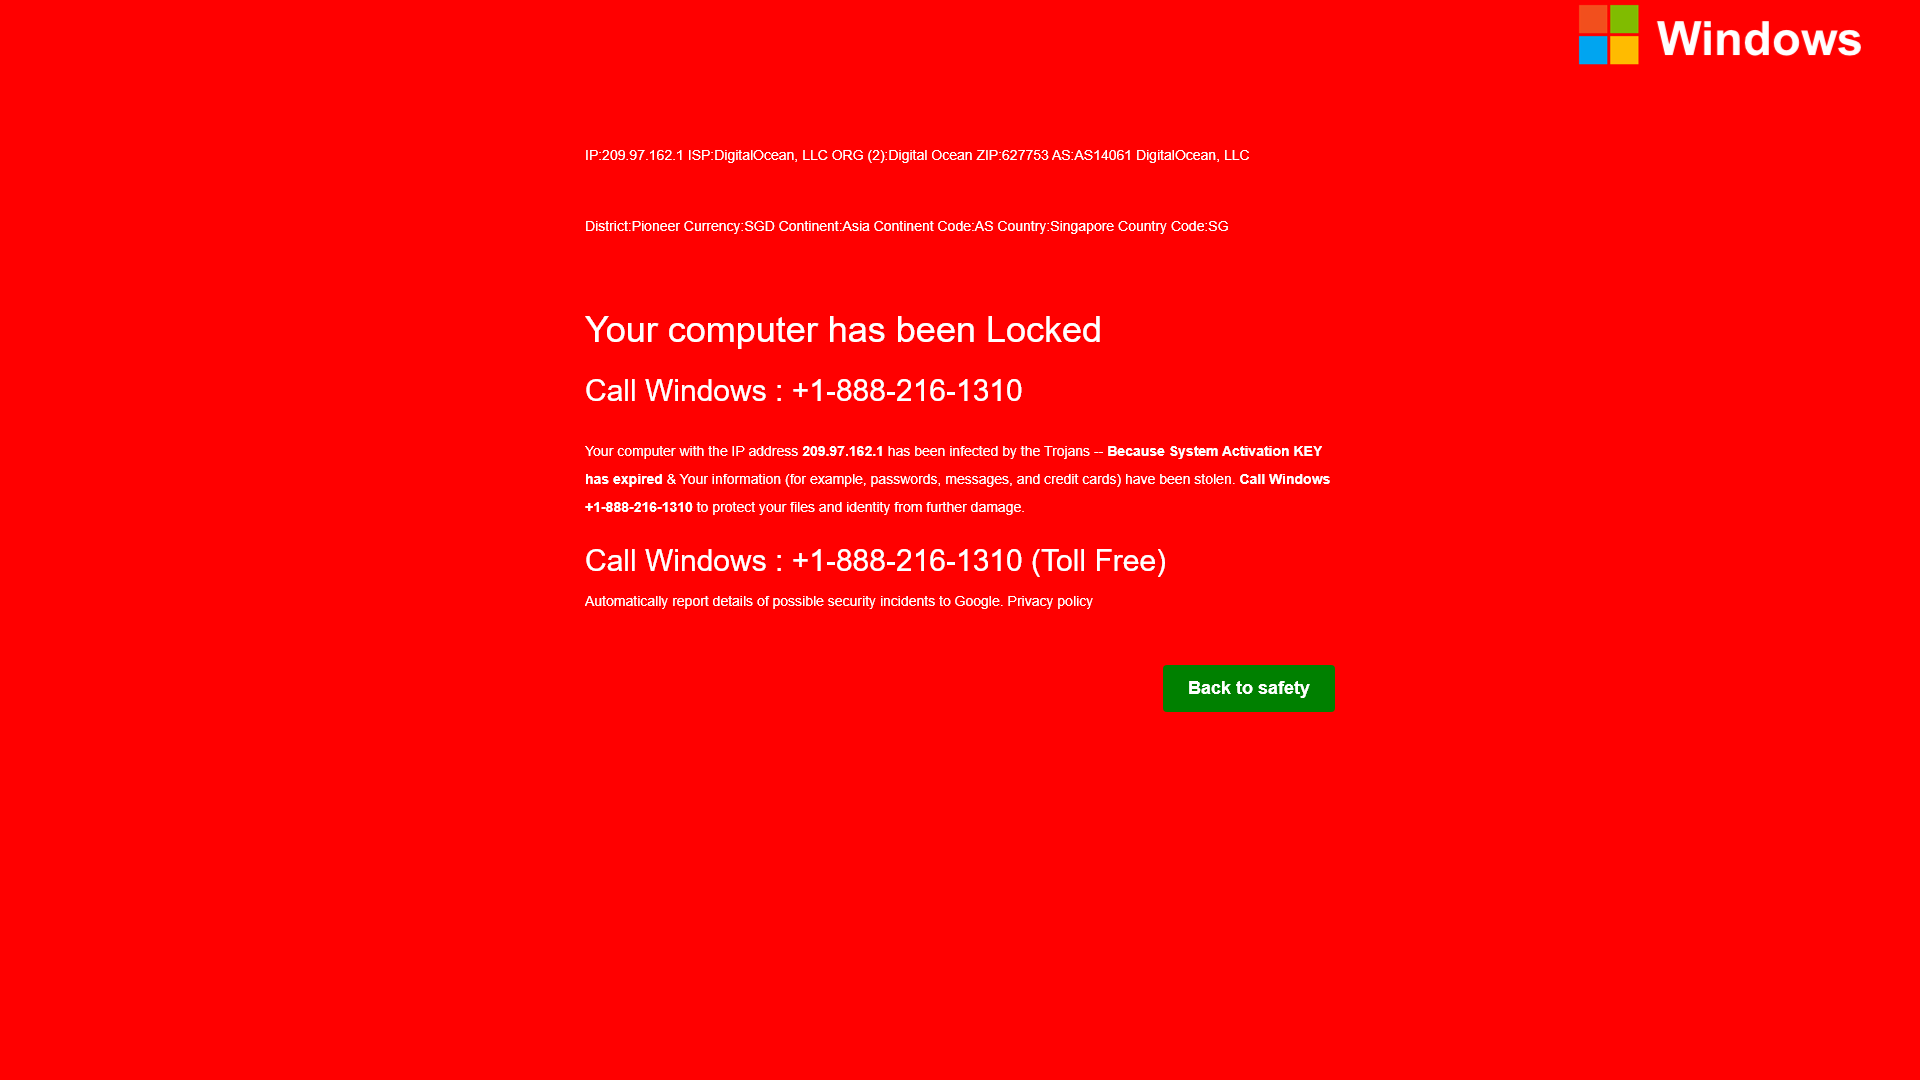 Windows
IP:209.97.162.1 ISP:DigitalOcean, LLC ORG (2):Digital Ocean ZIP:627753 AS:AS14061 DigitalOcean, LLC
District:Pioneer Currency:SGD Continent:Asia Continent Code:AS Country:Singapore Country Code:SG
Your computer has been Locked
Call Windows : +1-888-216-1310
Your computer with the IP address 209.97.162.1 has been infected by the Trojans -- Because System Activation KEY
has expired & Your information (for example, passwords, messages, and credit cards) have been stolen. Call Windows
+1-888-216-1310 to protect your files and identity from further damage.
Call Windows : +1-888-216-1310 (Toll Free)
Automatically report details of possible security incidents to Google. Privacy policy
Back to safety